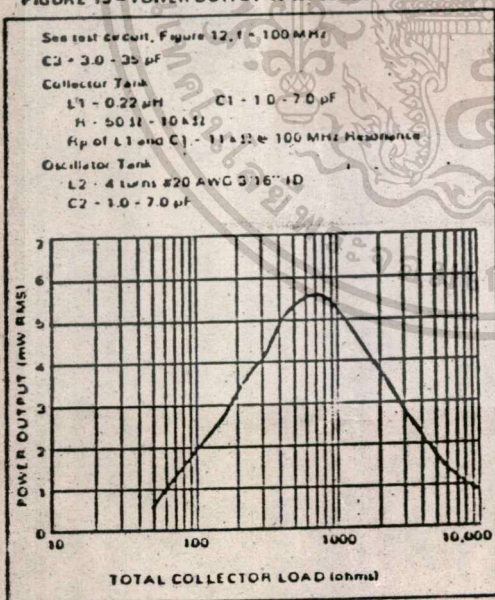 See test circuit, Figure 12, f = 100 MHz
C3 = 3.0 - 35 pF
Collector Tank
L1 - 0.22 μH C1 - 1.0 - 7.0 pF
R - 50 Ω - 10 kΩ
Rp of L1 and C1 - 11 kΩ @ 100 MHz Resonance
Oscillator Tank
L2 - 4 turns #20 AWG 3/16" ID
C2 - 1.0 - 7.0 pF
POWER OUTPUT (mW RMS)
7
6
5
4
3
2
1
0
10 100 1000 10,000
TOTAL COLLECTOR LOAD (ohms)